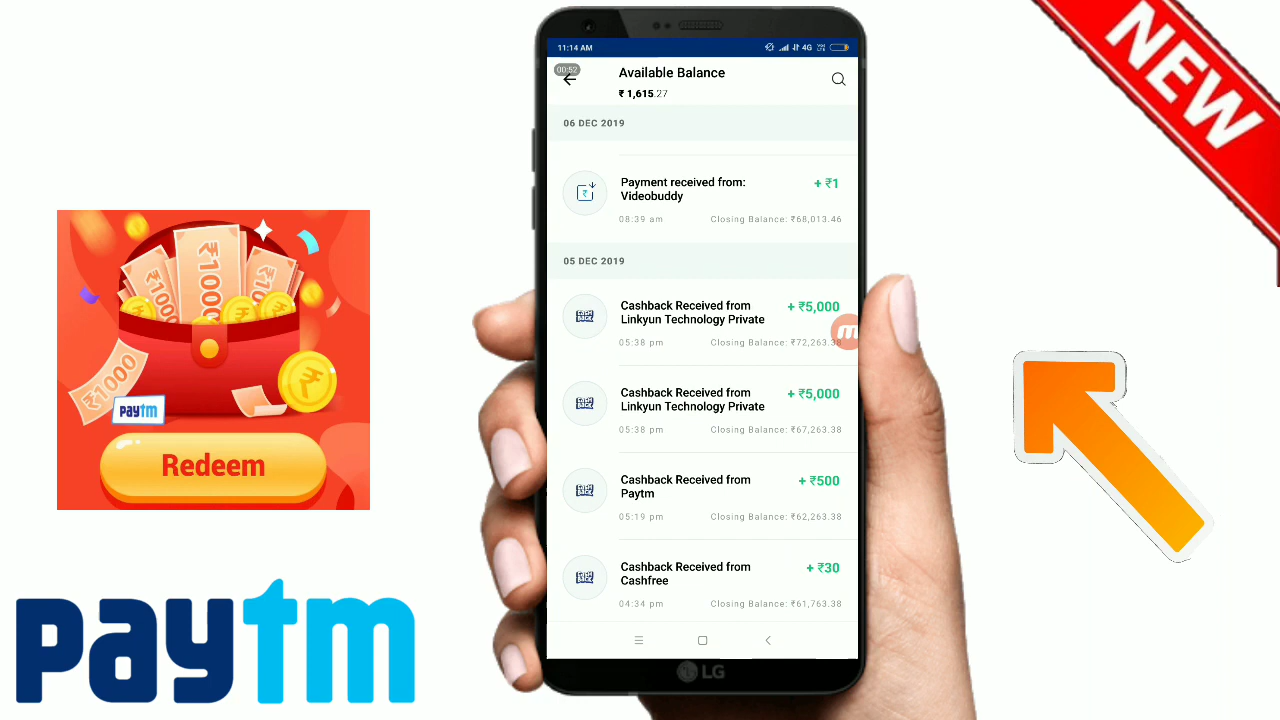 NEW
11:14 AM
4G
00:52
Available Balance
₹ 1,615.27
06 DEC 2019
Payment received from:
Videobuddy
+ ₹1
08.39 am
Closing Balance: ₹68,013.46
05 DEC 2019
Cashback Received from
Linkyun Technology Private
+ ₹5,000
05:38 pm
Closing Balance: ₹72,263.38
Cashback Received from
Linkyun Technology Private
+ ₹5,000
05:38 pm
Closing Balance: ₹67,263.38
Cashback Received from
Paytm
+ ₹500
05:19 pm
Closing Balance: ₹62,263.38
Cashback Received from
Cashfree
+ ₹30
04:34 pm
Closing Balance: ₹61,763.38
LG
₹1000
₹1000
₹1000
₹1000
paytm
Redeem
paytm